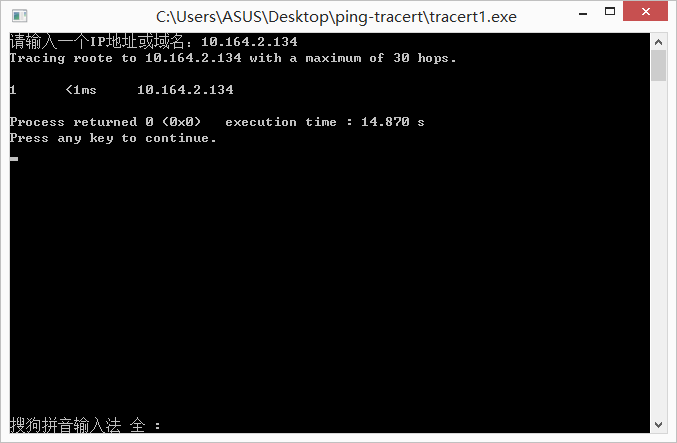 C:\Users\ASUS\Desktop\ping-tracert\tracert1.exe
请输入一个IP地址或域名：10.164.2.134
Tracing roote to 10.164.2.134 with a maximum of 30 hops.
1 <1ms 10.164.2.134
Process returned 0 (0x0) execution time : 14.870 s
Press any key to continue.
搜狗拼音输入法 全 ：